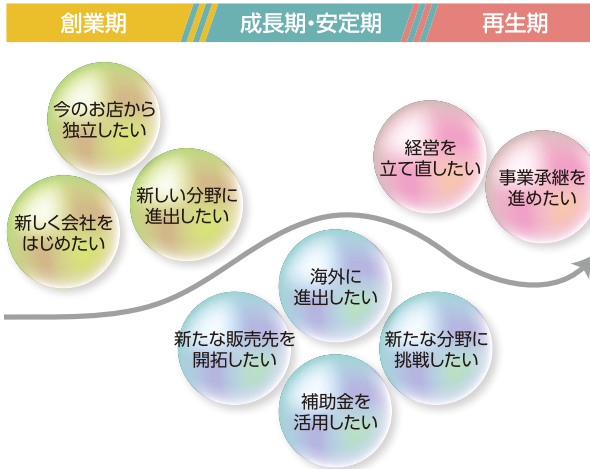 創業期
成長期・安定期
再生期
今のお店から
独立したい
新しい分野に
進出したい
新しく会社を
はじめたい
経営を
立て直したい
事業承継を
進めたい
海外に
進出したい
新たな販売先を
開拓したい
新たな分野に
挑戦したい
補助金を
活用したい